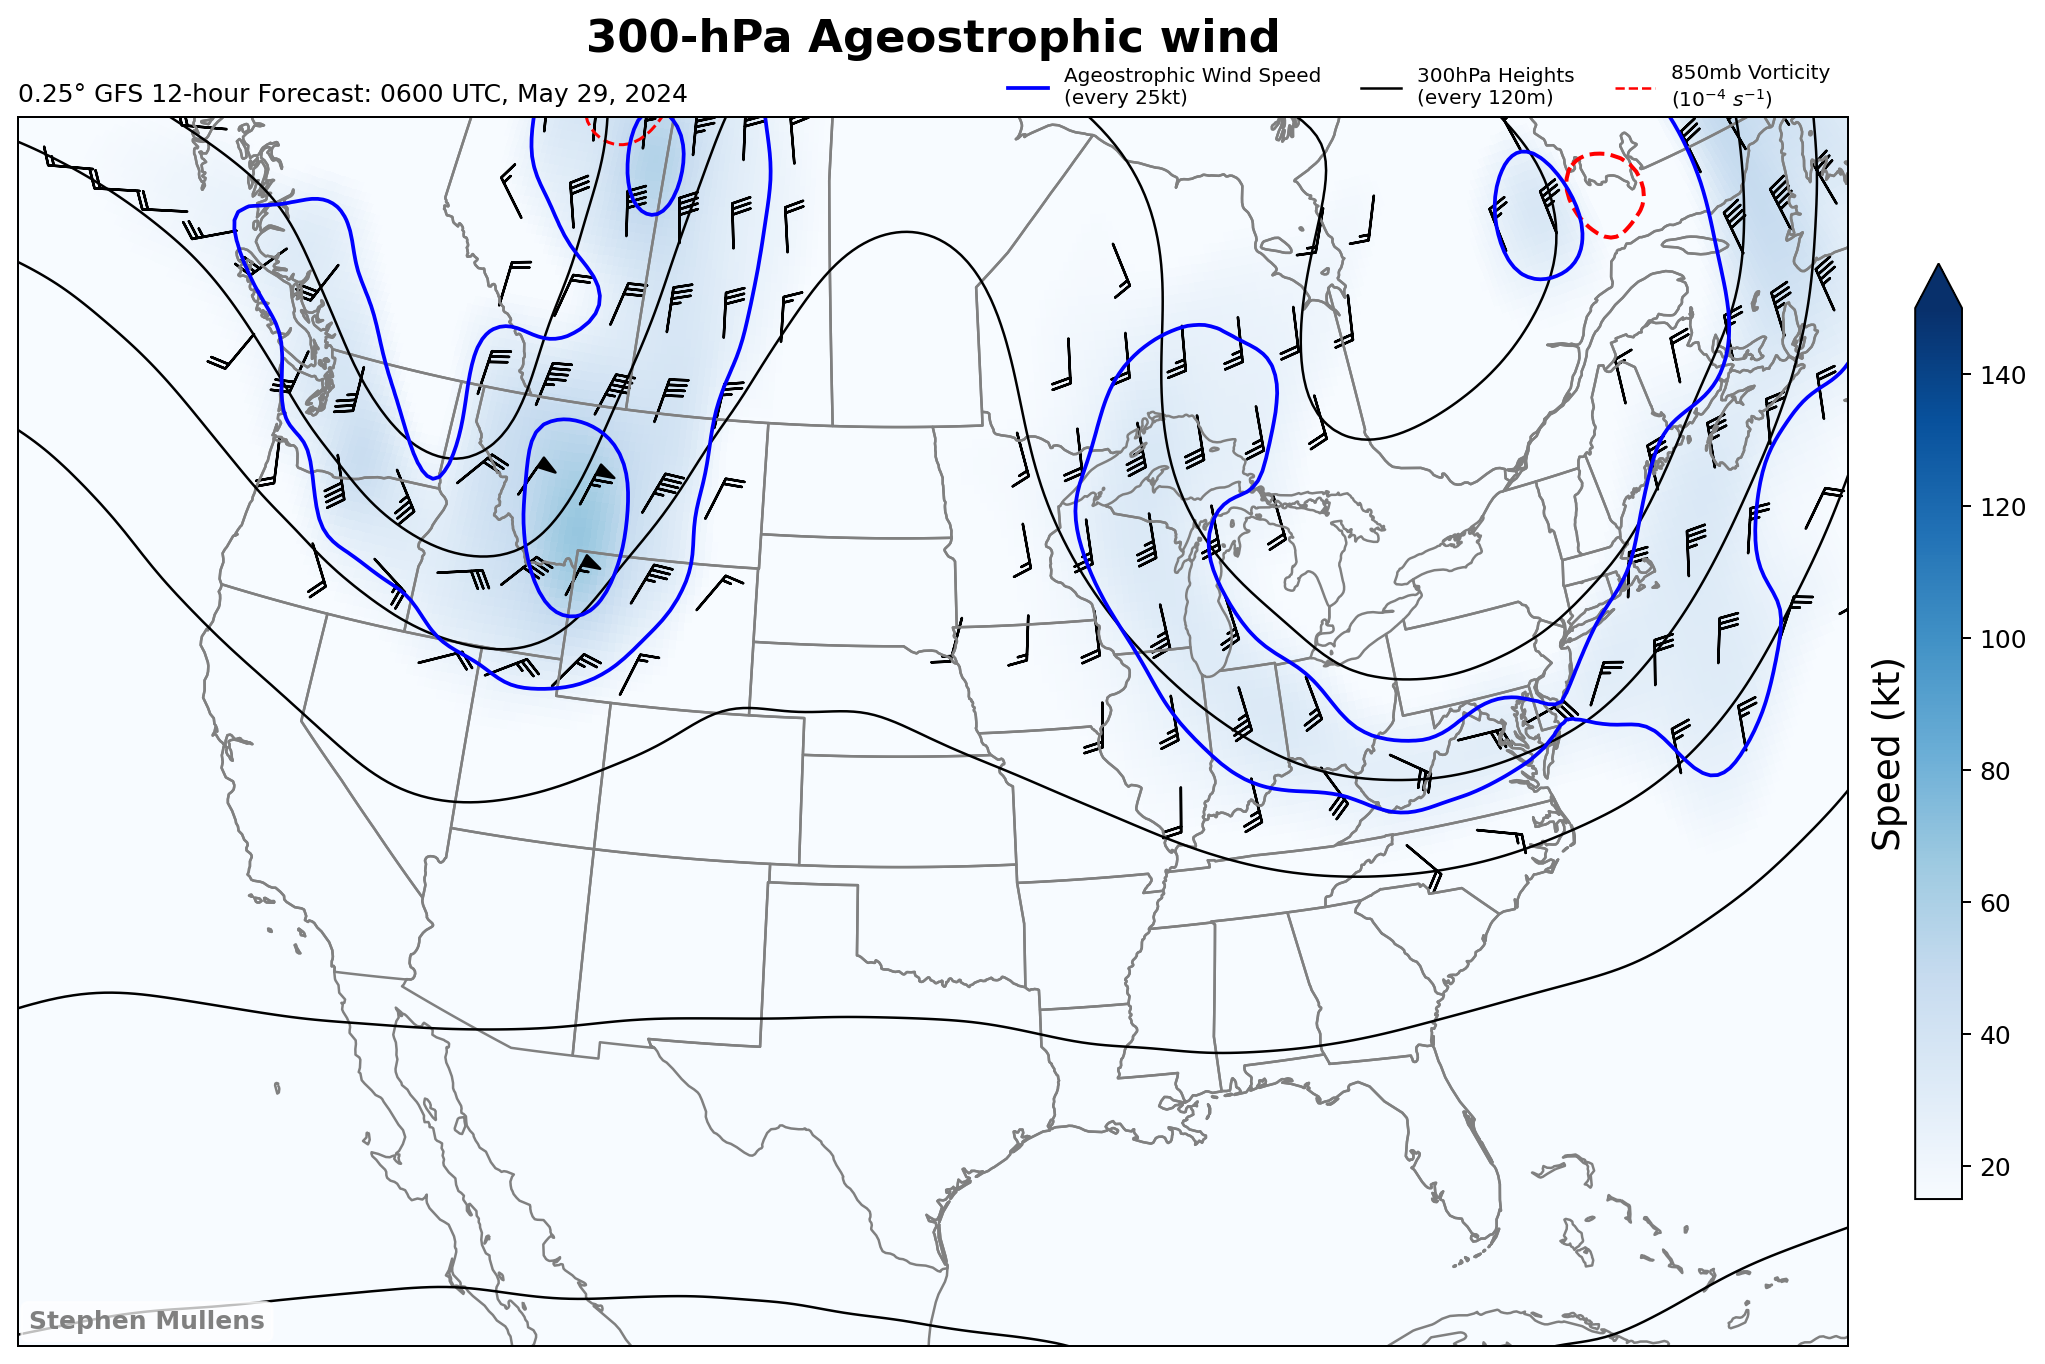 300-hPa Ageostrophic wind
0.25° GFS 12-hour Forecast: 0600 UTC, May 29, 2024
Ageostrophic Wind Speed
(every 25kt)
300hPa Heights
(every 120m)
850mb Vorticity
(10⁻⁴ s⁻¹)
140
120
100
80
60
40
20
Speed (kt)
Stephen Mullens